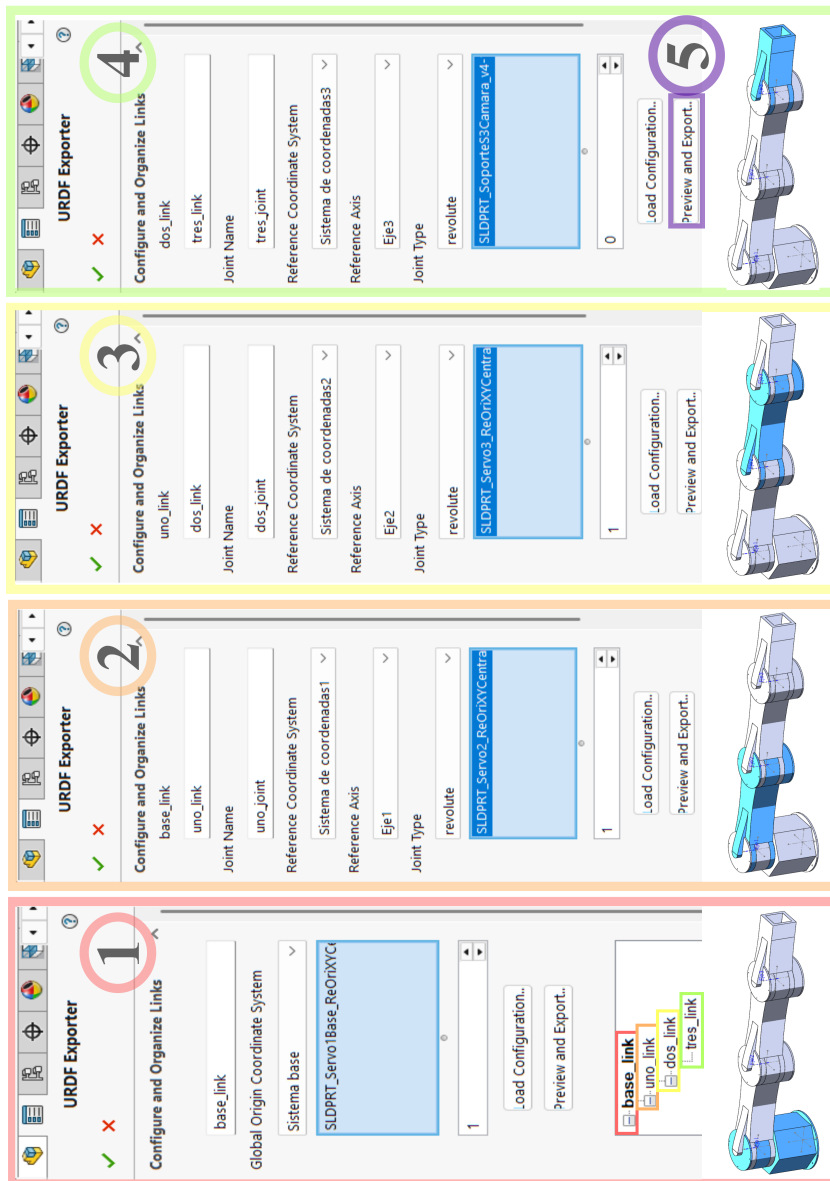 1
URDF Exporter
Configure and Organize Links
base_link
Global Origin Coordinate System
Sistema base
SLDPRT_Servo1Base_ReOriXYCe
1
Load Configuration..
Preview and Export..
base_link
uno_link
dos_link
tres_link
2
URDF Exporter
Configure and Organize Links
base_link
uno_link
Joint Name
uno_joint
Reference Coordinate System
Sistema de coordenadas1
Reference Axis
Eje1
Joint Type
revolute
SLDPRT_Servo2_ReOriXYCentra
1
Load Configuration..
Preview and Export..
3
URDF Exporter
Configure and Organize Links
uno_link
dos_link
Joint Name
dos_joint
Reference Coordinate System
Sistema de coordenadas2
Reference Axis
Eje2
Joint Type
revolute
SLDPRT_Servo3_ReOriXYCentra
1
Load Configuration..
Preview and Export..
4
URDF Exporter
Configure and Organize Links
dos_link
tres_link
Joint Name
tres_joint
Reference Coordinate System
Sistema de coordenadas3
Reference Axis
Eje3
Joint Type
revolute
SLDPRT_SoporteS3Camara_v4-
0
Load Configuration..
5
Preview and Export..